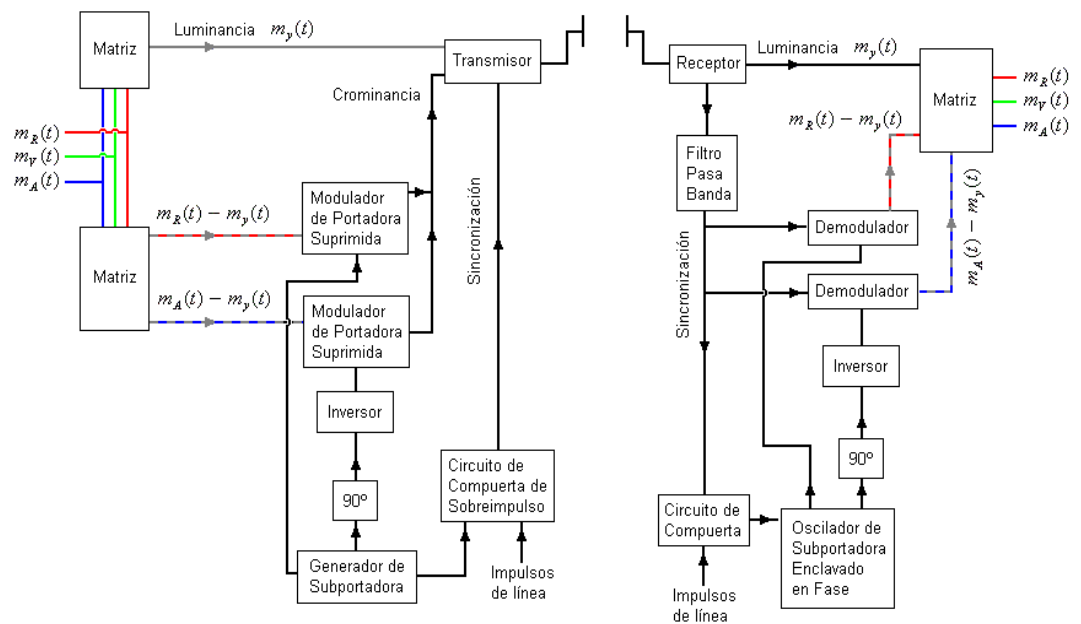 Matriz
Luminancia m_y(t)
Transmisor
Crominancia
m_R(t)
m_V(t)
m_A(t)
Matriz
m_R(t) − m_y(t)
m_A(t) − m_y(t)
Modulador
de Portadora
Suprimida
Modulador
de Portadora
Suprimida
Inversor
90º
Generador de
Subportadora
Sincronización
Circuito de
Compuerta de
Sobreimpulso
Impulsos
de línea
Receptor
Luminancia m_y(t)
Matriz
m_R(t)
m_V(t)
m_A(t)
m_R(t) − m_y(t)
Filtro
Pasa
Banda
Demodulador
m_A(t) − m_y(t)
Sincronización
Demodulador
Inversor
90º
Circuito de
Compuerta
Oscilador de
Subportadora
Enclavado
en Fase
Impulsos
de línea